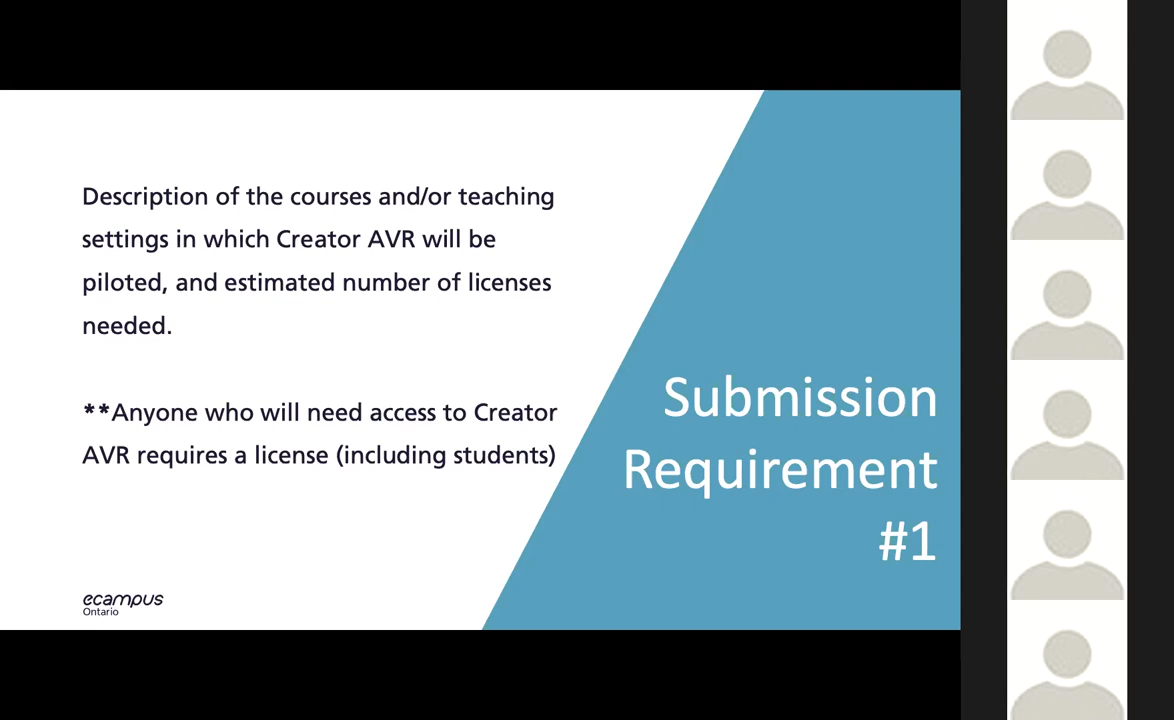 Description of the courses and/or teaching
settings in which Creator AVR will be
piloted, and estimated number of licenses
needed.
**Anyone who will need access to Creator
AVR requires a license (including students)
Submission
Requirement
#1
ecampus
Ontario